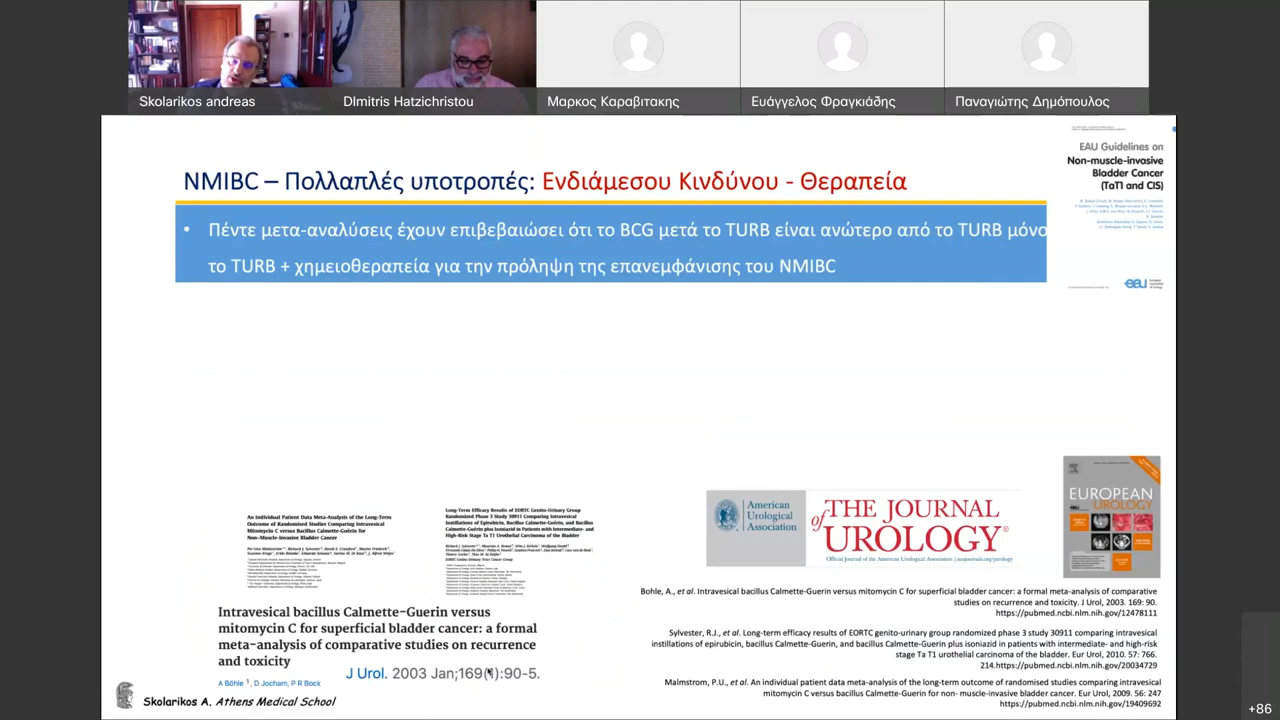 Skolarikos andreas
DImitris Hatzichristou
Μαρκος Καραβιτακης
Ευάγγελος Φραγκιάδης
Παναγιώτης Δημόπουλος
EAU Guidelines on
Non-muscle-invasive
Bladder Cancer
(TaT1 and CIS)
NMIBC – Πολλαπλές υποτροπές: Ενδιάμεσου Κινδύνου - Θεραπεία
• Πέντε μετα-αναλύσεις έχουν επιβεβαιώσει ότι το BCG μετά το TURB είναι ανώτερο από το TURB μόνο
το TURB + χημειοθεραπεία για την πρόληψη της επανεμφάνισης του NMIBC
eau
An Individual Patient Data Meta-Analysis of the Long-Term
Outcome of Randomised Studies Comparing Intravesical
Mitomycin C versus Bacillus Calmette-Guérin for
Non–Muscle-Invasive Bladder Cancer
Long-Term Efficacy Results of EORTC Genito-Urinary Group
Randomized Phase 3 Study 30911 Comparing Intravesical
Instillations of Epirubicin, Bacillus Calmette-Guérin, and Bacillus
Calmette-Guérin plus Isoniazid in Patients with Intermediate- and
High-Risk Stage Ta T1 Urothelial Carcinoma of the Bladder
Intravesical bacillus Calmette-Guerin versus
mitomycin C for superficial bladder cancer: a formal
meta-analysis of comparative studies on recurrence
and toxicity
A Böhle 1, D Jocham, P R Bock
J Urol. 2003 Jan;169(1):90-5.
American
Urological
Association
THE JOURNAL
of UROLOGY®
Official Journal of the American Urological Association | auajournals.org/jurology
EUROPEAN
UROLOGY
Bohle, A., et al. Intravesical bacillus Calmette-Guerin versus mitomycin C for superficial bladder cancer: a formal meta-analysis of comparative
studies on recurrence and toxicity. J Urol, 2003. 169: 90.
https://pubmed.ncbi.nlm.nih.gov/12478111
Sylvester, R.J., et al. Long-term efficacy results of EORTC genito-urinary group randomized phase 3 study 30911 comparing intravesical
instillations of epirubicin, bacillus Calmette-Guerin, and bacillus Calmette-Guerin plus isoniazid in patients with intermediate- and high-risk
stage Ta T1 urothelial carcinoma of the bladder. Eur Urol, 2010. 57: 766.
214.https://pubmed.ncbi.nlm.nih.gov/20034729
Malmstrom, P.U., et al. An individual patient data meta-analysis of the long-term outcome of randomised studies comparing intravesical
mitomycin C versus bacillus Calmette-Guerin for non- muscle-invasive bladder cancer. Eur Urol, 2009. 56: 247
https://pubmed.ncbi.nlm.nih.gov/19409692
Skolarikos A. Athens Medical School
+86